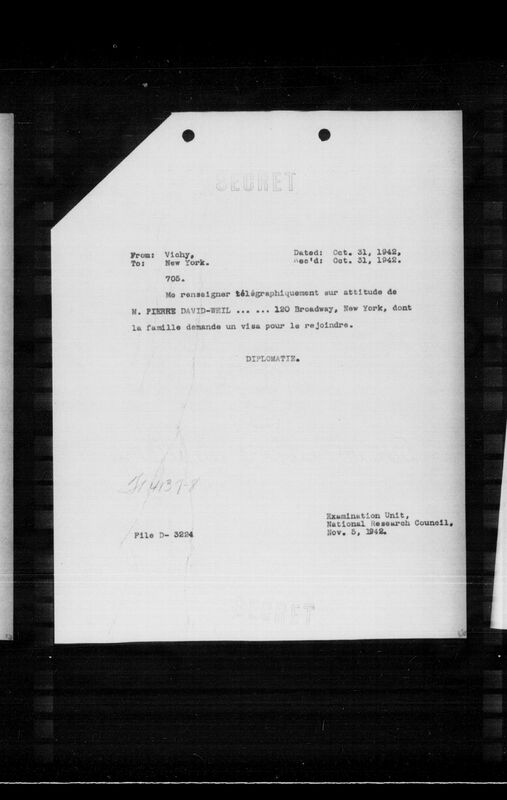 SECRET
From: Vichy, Dated: Oct. 31, 1942,
To: New York. Rec'd: Oct. 31, 1942.
705.
Me renseigner télégraphiquement sur attitude de
M. PIERRE DAVID-WEIL ... ... 120 Broadway, New York, dont
la famille demande un visa pour le rejoindre.
DIPLOMATIE.
Examination Unit,
National Research Council,
File D- 3224 Nov. 5, 1942.
SECRET